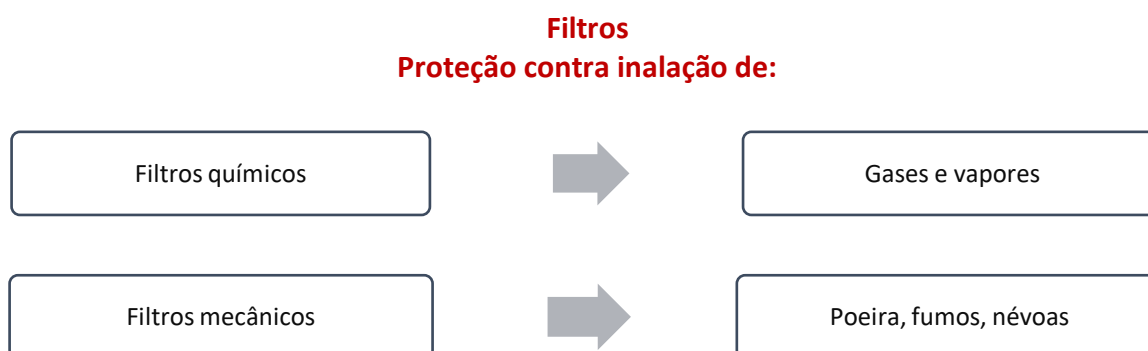 Filtros
Proteção contra inalação de:
Filtros químicos
Gases e vapores
Filtros mecânicos
Poeira, fumos, névoas